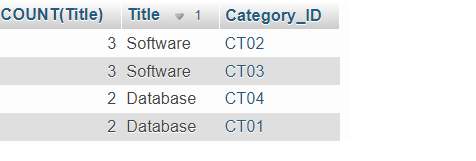 COUNT(Title) Title 1 Category_ID
3 Software CT02
3 Software CT03
2 Database CT04
2 Database CT01